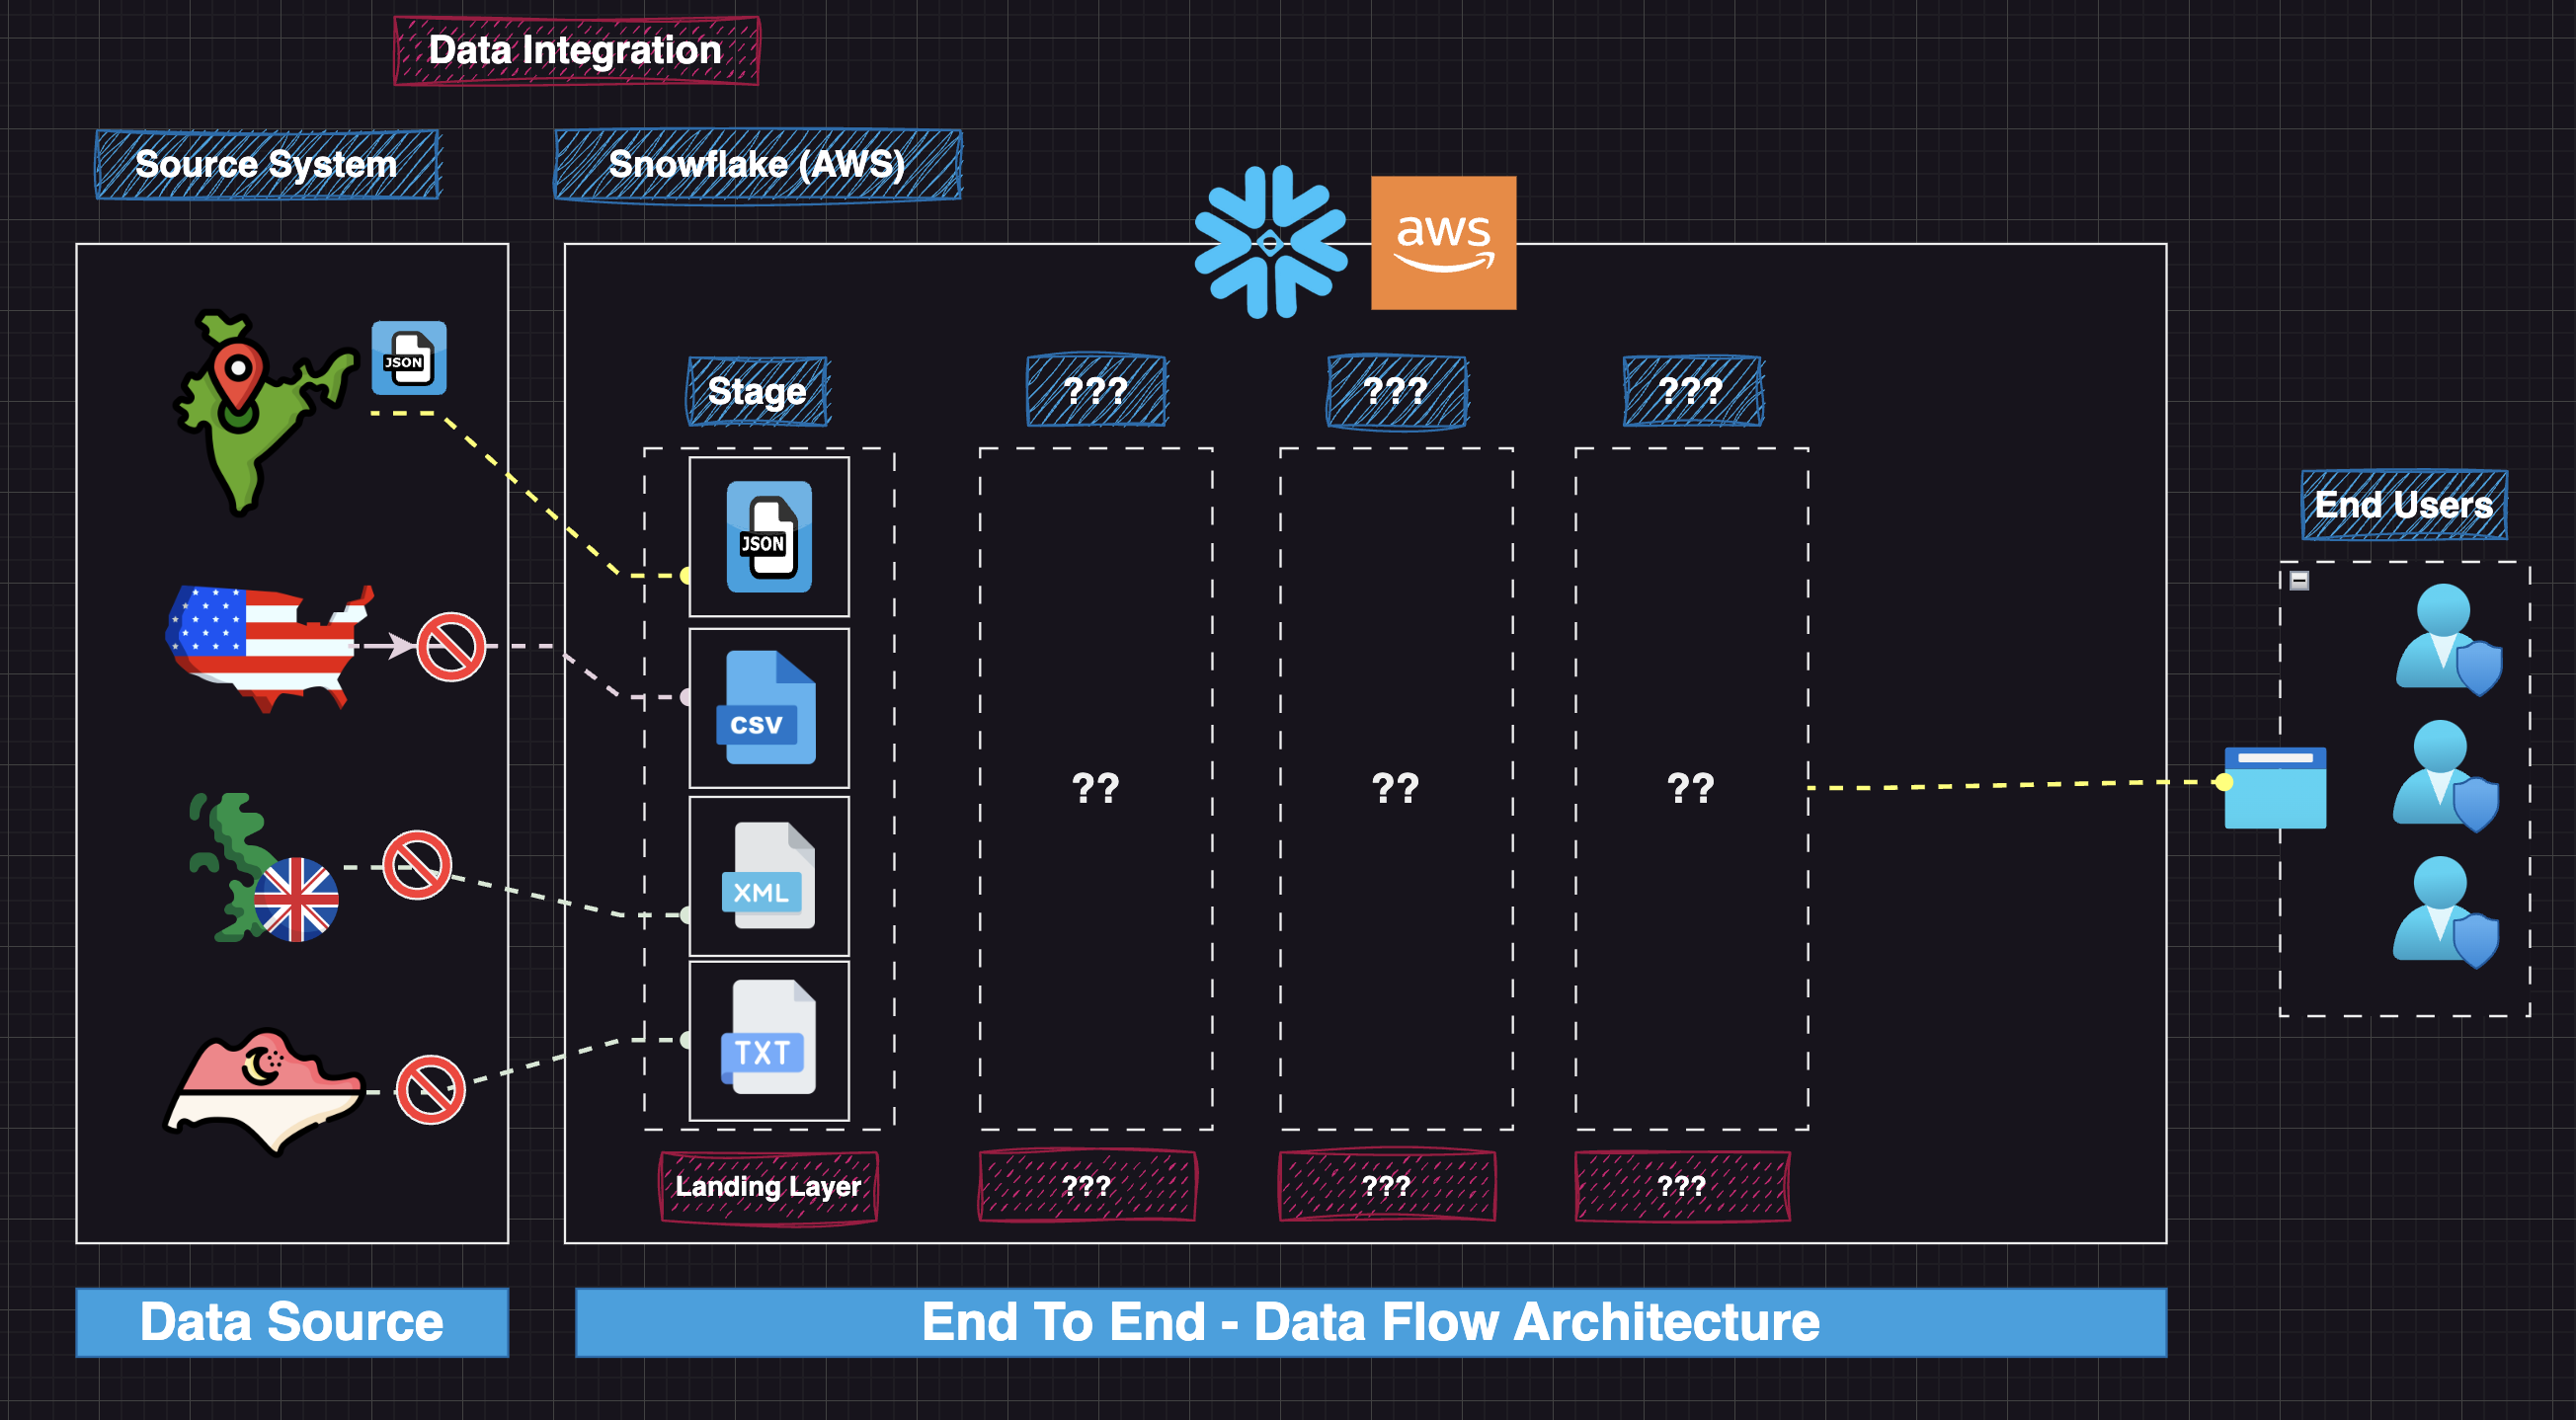 Data Integration
Source System
Snowflake (AWS)
aws
JSON
Stage
???
???
???
End Users
JSON
CSV
XML
TXT
??
??
??
Landing Layer
???
???
???
Data Source
End To End - Data Flow Architecture